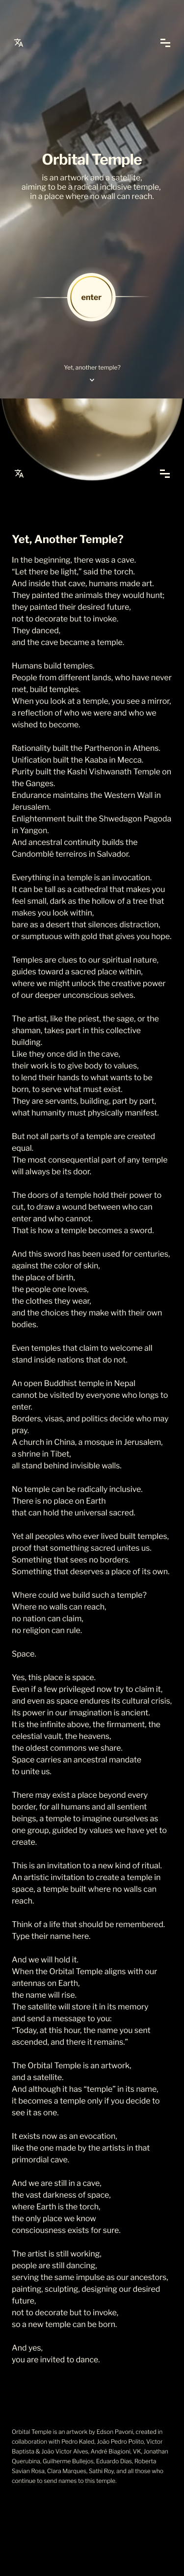 Orbital Temple
is an artwork and a satellite,
aiming to be a radical inclusive temple,
in a place where no wall can reach.
enter
Yet, another temple?
Yet, Another Temple?
In the beginning, there was a cave.
“Let there be light,” said the torch.
And inside that cave, humans made art.
They painted the animals they would hunt;
they painted their desired future,
not to decorate but to invoke.
They danced,
and the cave became a temple.
Humans build temples.
People from different lands, who have never
met, build temples.
When you look at a temple, you see a mirror,
a reflection of who we were and who we
wished to become.
Rationality built the Parthenon in Athens.
Unification built the Kaaba in Mecca.
Purity built the Kashi Vishwanath Temple on
the Ganges.
Endurance maintains the Western Wall in
Jerusalem.
Enlightenment built the Shwedagon Pagoda
in Yangon.
And ancestral continuity builds the
Candomblé terreiros in Salvador.
Everything in a temple is an invocation.
It can be tall as a cathedral that makes you
feel small, dark as the hollow of a tree that
makes you look within,
bare as a desert that silences distraction,
or sumptuous with gold that gives you hope.
Temples are clues to our spiritual nature,
guides toward a sacred place within,
where we might unlock the creative power
of our deeper unconscious selves.
The artist, like the priest, the sage, or the
shaman, takes part in this collective
building.
Like they once did in the cave,
their work is to give body to values,
to lend their hands to what wants to be
born, to serve what must exist.
They are servants, building, part by part,
what humanity must physically manifest.
But not all parts of a temple are created
equal.
The most consequential part of any temple
will always be its door.
The doors of a temple hold their power to
cut, to draw a wound between who can
enter and who cannot.
That is how a temple becomes a sword.
And this sword has been used for centuries,
against the color of skin,
the place of birth,
the people one loves,
the clothes they wear,
and the choices they make with their own
bodies.
Even temples that claim to welcome all
stand inside nations that do not.
An open Buddhist temple in Nepal
cannot be visited by everyone who longs to
enter.
Borders, visas, and politics decide who may
pray.
A church in China, a mosque in Jerusalem,
a shrine in Tibet,
all stand behind invisible walls.
No temple can be radically inclusive.
There is no place on Earth
that can hold the universal sacred.
Yet all peoples who ever lived built temples,
proof that something sacred unites us.
Something that sees no borders.
Something that deserves a place of its own.
Where could we build such a temple?
Where no walls can reach,
no nation can claim,
no religion can rule.
Space.
Yes, this place is space.
Even if a few privileged now try to claim it,
and even as space endures its cultural crisis,
its power in our imagination is ancient.
It is the infinite above, the firmament, the
celestial vault, the heavens,
the oldest commons we share.
Space carries an ancestral mandate
to unite us.
There may exist a place beyond every
border, for all humans and all sentient
beings, a temple to imagine ourselves as
one group, guided by values we have yet to
create.
This is an invitation to a new kind of ritual.
An artistic invitation to create a temple in
space, a temple built where no walls can
reach.
Think of a life that should be remembered.
Type their name here.
And we will hold it.
When the Orbital Temple aligns with our
antennas on Earth,
the name will rise.
The satellite will store it in its memory
and send a message to you:
“Today, at this hour, the name you sent
ascended, and there it remains.”
The Orbital Temple is an artwork,
and a satellite.
And although it has “temple” in its name,
it becomes a temple only if you decide to
see it as one.
It exists now as an evocation,
like the one made by the artists in that
primordial cave.
And we are still in a cave,
the vast darkness of space,
where Earth is the torch,
the only place we know
consciousness exists for sure.
The artist is still working,
people are still dancing,
serving the same impulse as our ancestors,
painting, sculpting, designing our desired
future,
not to decorate but to invoke,
so a new temple can be born.
And yes,
you are invited to dance.
Orbital Temple is an artwork by Edson Pavoni, created in
collaboration with Pedro Kaled, João Pedro Polito, Victor
Baptista & João Victor Alves, André Biagioni, VK, Jonathan
Querubina, Guilherme Bullejos, Eduardo Dias, Roberta
Savian Rosa, Clara Marques, Sathi Roy, and all those who
continue to send names to this temple.